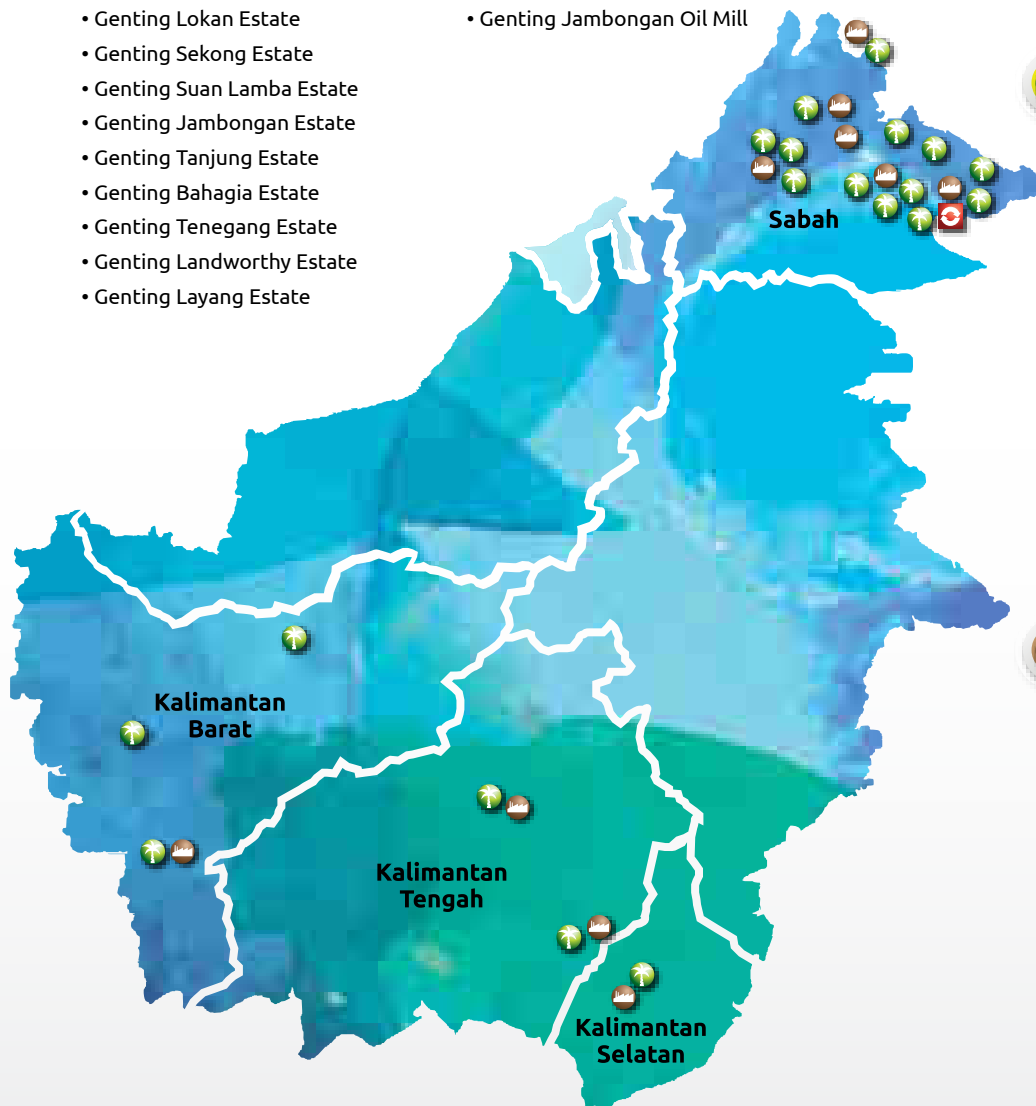 • Genting Lokan Estate
• Genting Sekong Estate
• Genting Suan Lamba Estate
• Genting Jambongan Estate
• Genting Tanjung Estate
• Genting Bahagia Estate
• Genting Tenegang Estate
• Genting Landworthy Estate
• Genting Layang Estate
• Genting Jambongan Oil Mill
Sabah
Kalimantan
Barat
Kalimantan
Tengah
Kalimantan
Selatan